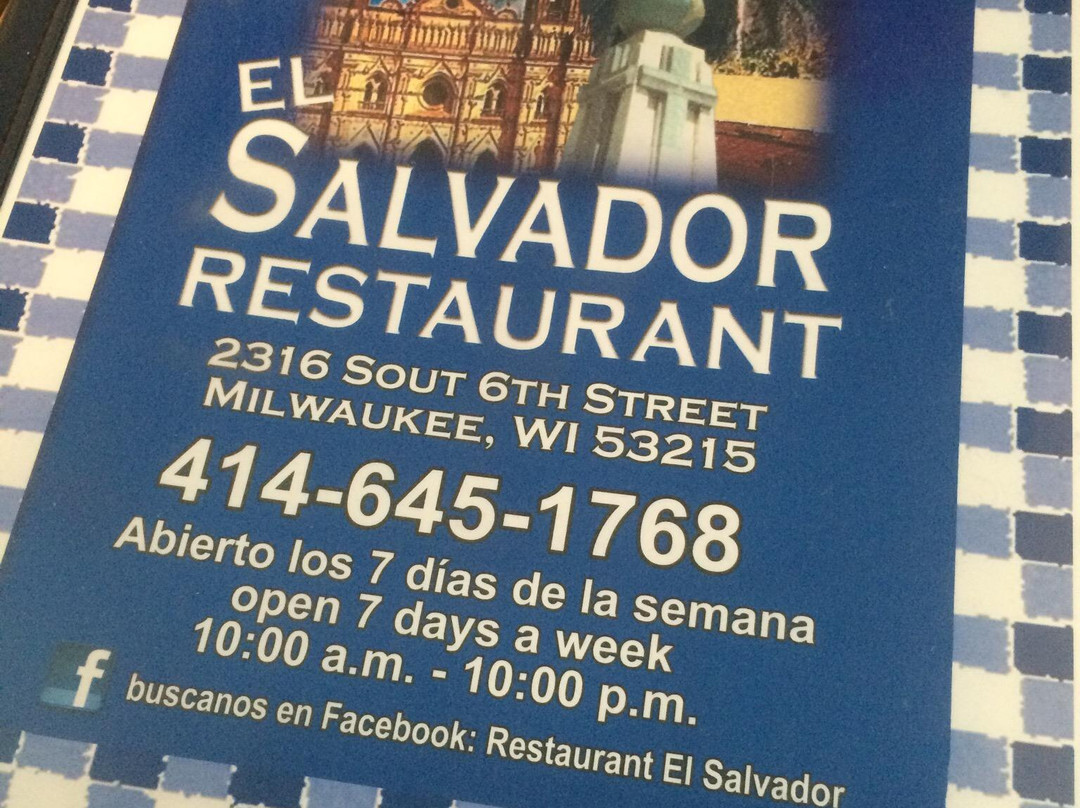 EL
SALVADOR
RESTAURANT
2316 SOUT 6TH STREET
MILWAUKEE, WI 53215
414-645-1768
Abierto los 7 días de la semana
open 7 days a week
10:00 a.m. - 10:00 p.m.
f
buscanos en Facebook: Restaurant El Salvador